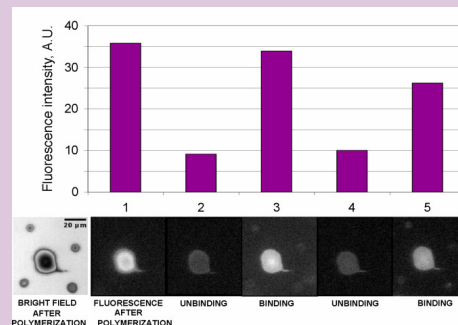 Fluorescence intensity, A.U.
40
30
20
10
0
1 2 3 4 5
20 µm
BRIGHT FIELD
AFTER
POLYMERIZATION
FLUORESCENCE
AFTER
POLYMERIZATION
UNBINDING
BINDING
UNBINDING
BINDING